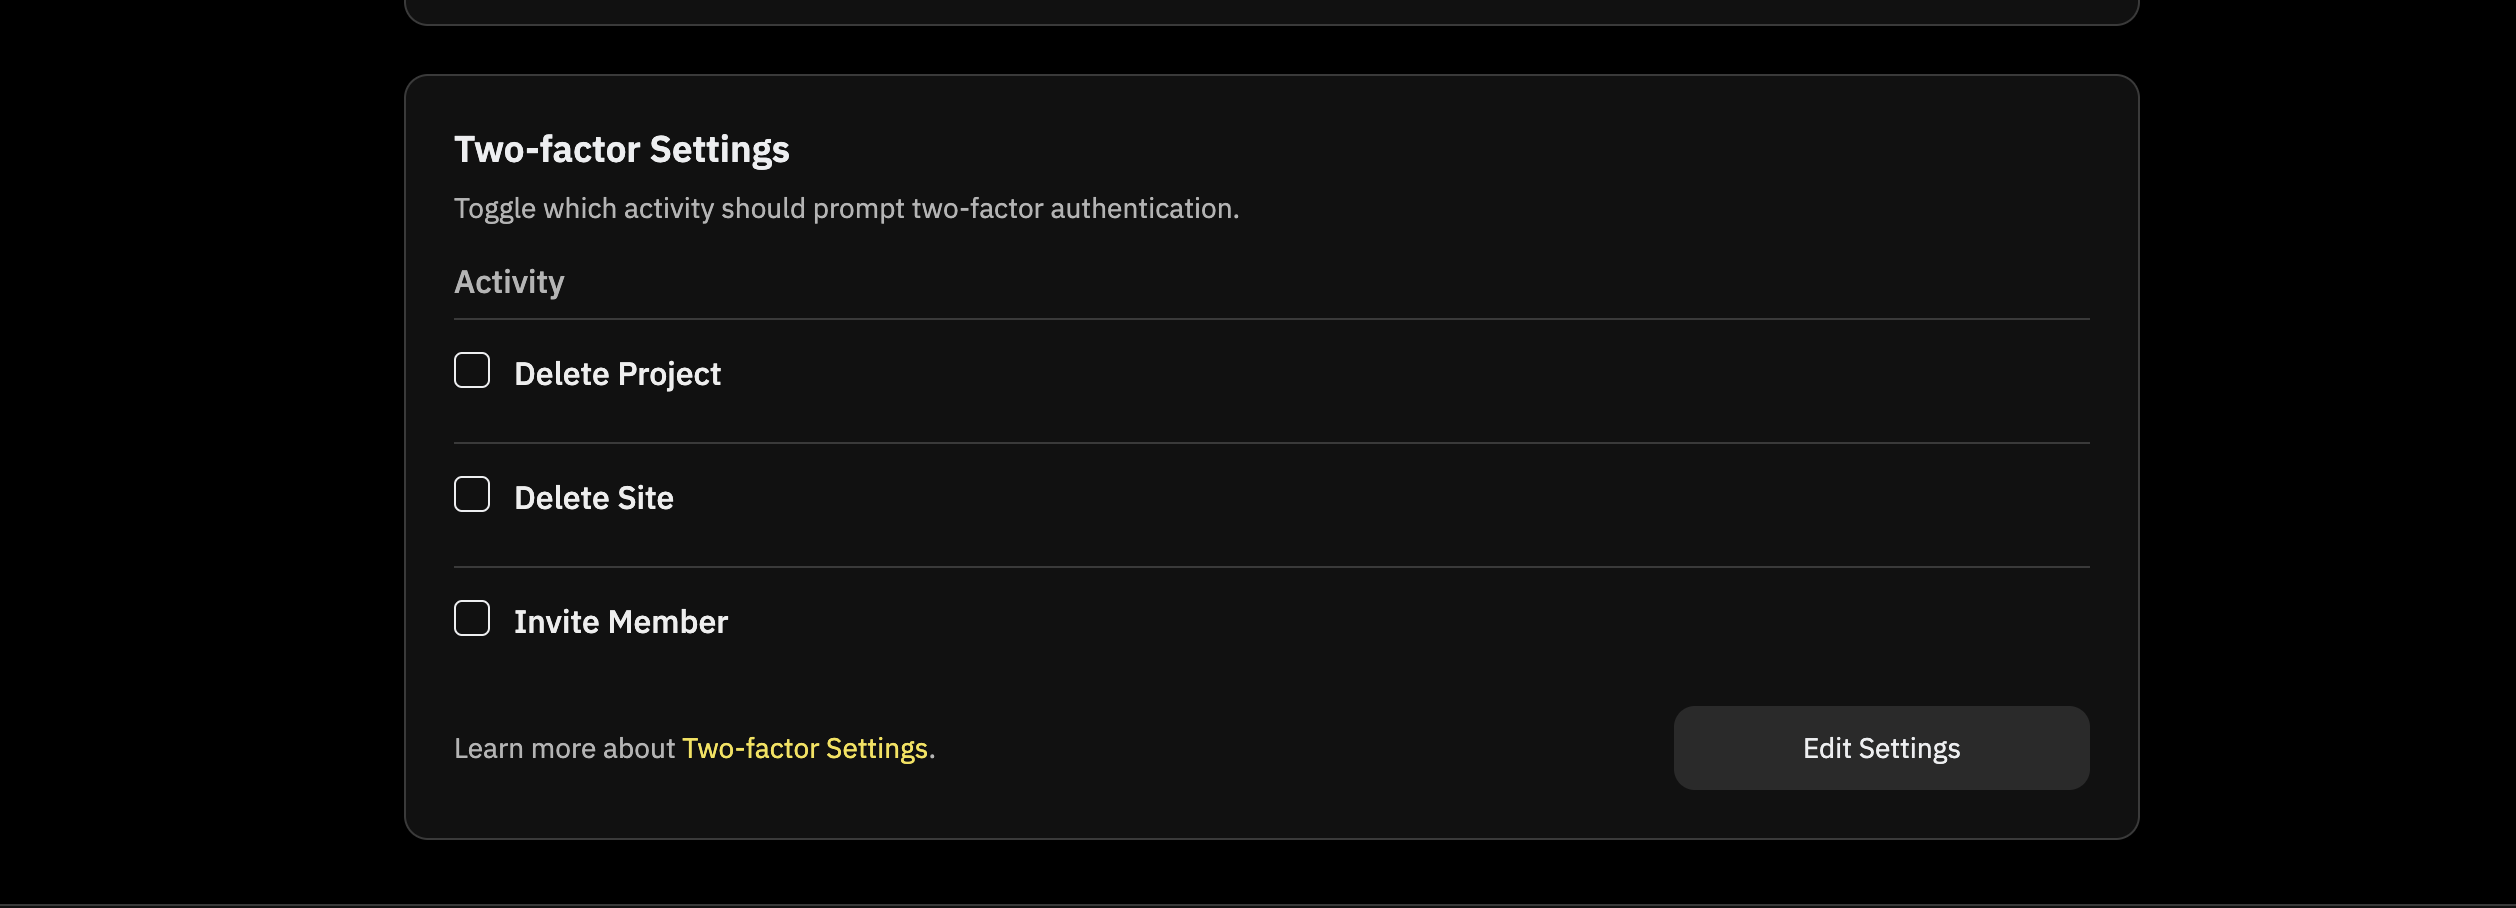 Two-factor Settings
Toggle which activity should prompt two-factor authentication.
Activity
Delete Project
Delete Site
Invite Member
Learn more about Two-factor Settings.
Edit Settings